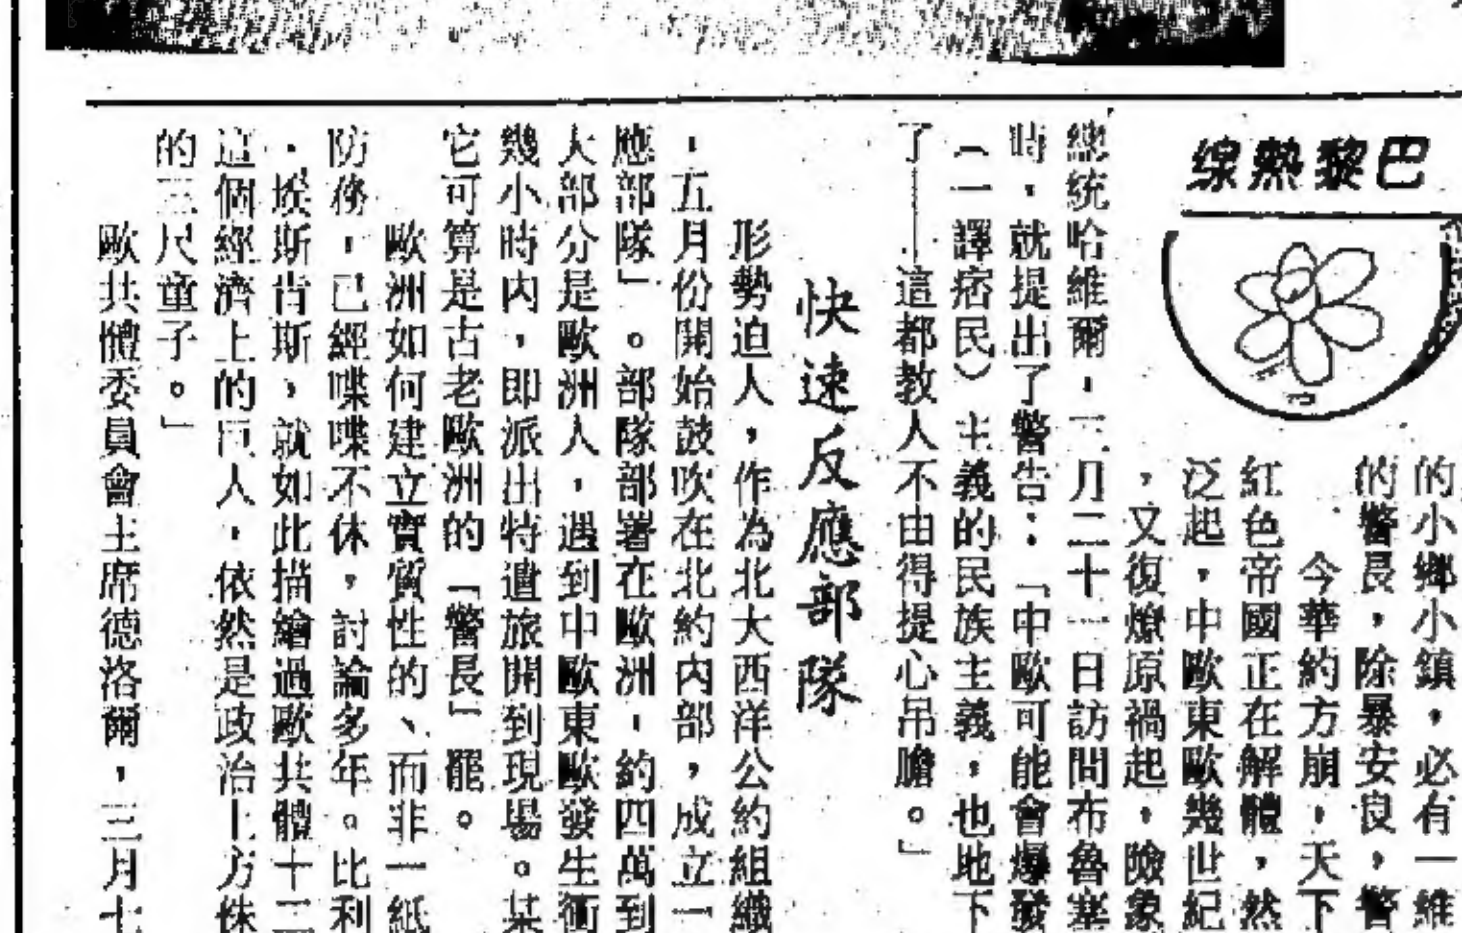 巴黎熱線
的小鄉小鎮,必有一維
的警長,除暴安良,警
今華約方崩,天下
紅色帝國正在解體,然
泛起,中歐東歐幾世紀
,又復燎原禍起,險象
總統哈維爾,三月二十一日訪問布魯塞
時,就提出了警告:「中歐可能會爆發
(一譯痞民)主義的民族主義,也地下
了——這都教人不由得提心吊膽。」
快速反應部隊
形勢迫人,作為北大西洋公約組織
,五月份開始鼓吹在北約內部,成立一
應部隊」。部隊部署在歐洲,約四萬到
大部分是歐洲人,遇到中歐東歐發生衝
幾小時內,即派出特遣旅開到現場。某
它可算是古老歐洲的「警長」罷。
歐洲如何建立實質性的、而非一紙
防務,已經喋喋不休,討論多年。比利
.埃斯肯斯,就如此描繪過歐共體十二
這個經濟上的巨人,依然是政治上方侏
的三尺童子。」
歐共體委員會主席德洛爾,三月七